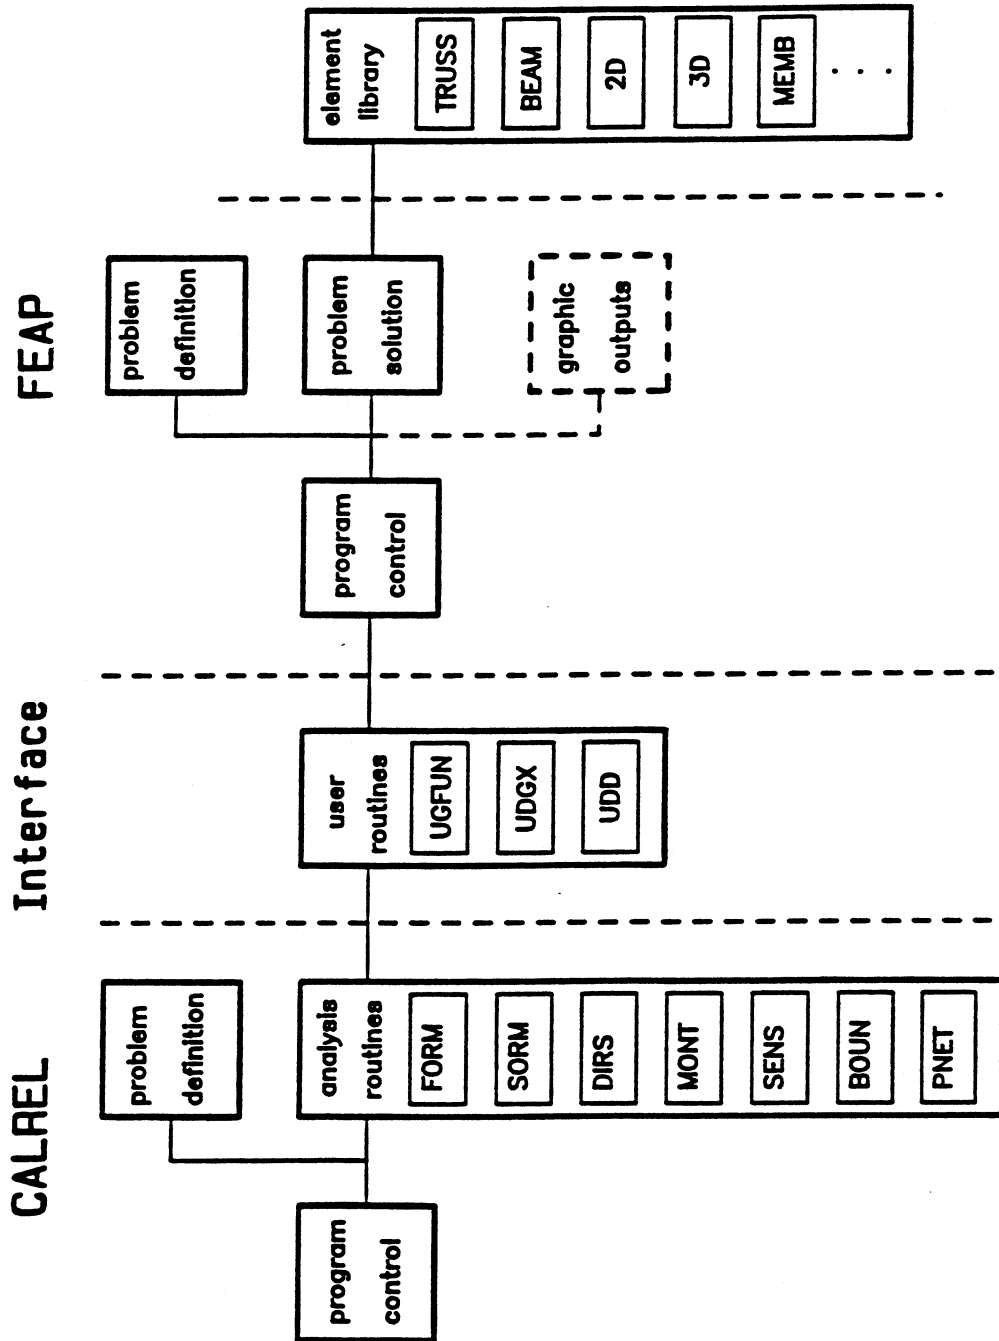 CALREL
Interface
FEAP
program
control
problem
definition
analysis
routines
FORM
SORM
DIRS
MONT
SENS
BOUN
PNET
user
routines
UGFUN
UDGX
UDD
program
control
problem
definition
problem
solution
graphic
outputs
element
library
TRUSS
BEAM
2D
3D
MEMB
. . .